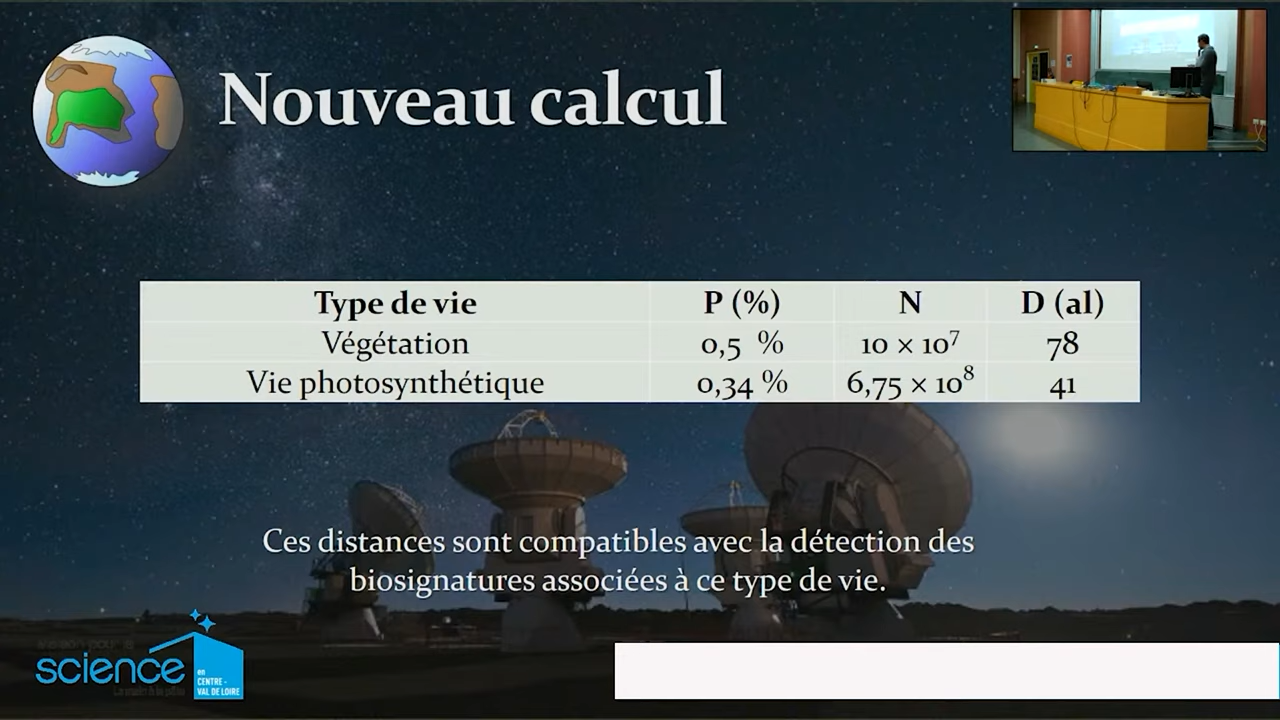 Nouveau calcul
Type de vie P (%) N D (al)
Végétation 0,5 % 10 × 10⁷ 78
Vie photosynthétique 0,34 % 6,75 × 10⁸ 41
Ces distances sont compatibles avec la détection des
biosignatures associées à ce type de vie.
science
en
CENTRE -
VAL DE LOIRE